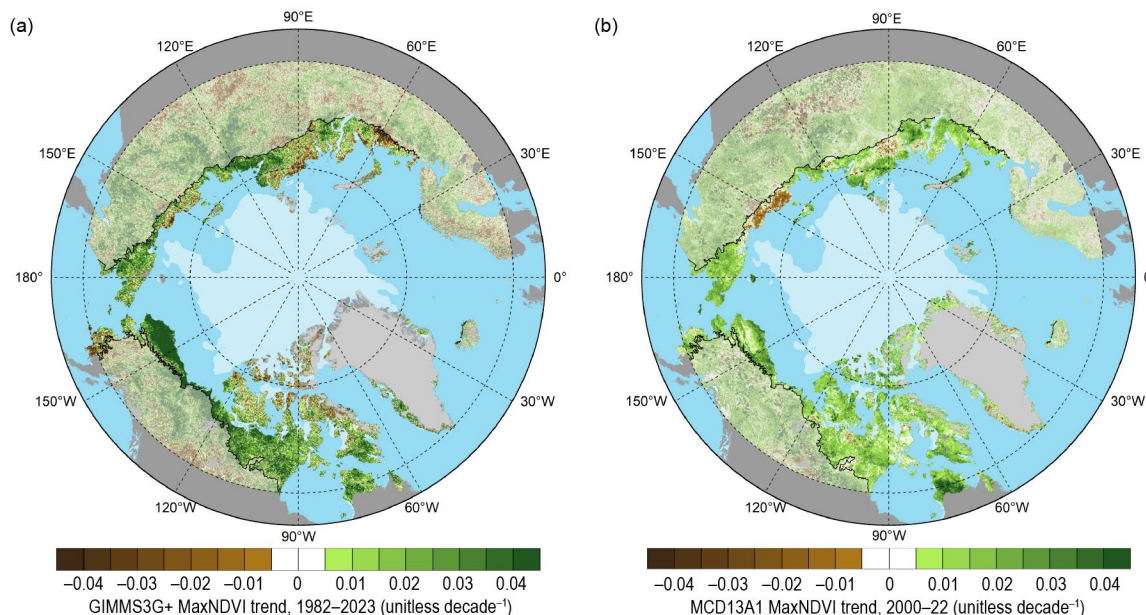 (a)
90°E
120°E
60°E
150°E
30°E
180°
0°
150°W
30°W
120°W
60°W
90°W
−0.04 −0.03 −0.02 −0.01 0 0.01 0.02 0.03 0.04
GIMMS3G+ MaxNDVI trend, 1982–2023 (unitless decade⁻¹)
(b)
90°E
120°E
60°E
150°E
30°E
180°
0
150°W
30°W
120°W
60°W
90°W
−0.04 −0.03 −0.02 −0.01 0 0.01 0.02 0.03 0.04
MCD13A1 MaxNDVI trend, 2000–22 (unitless decade⁻¹)